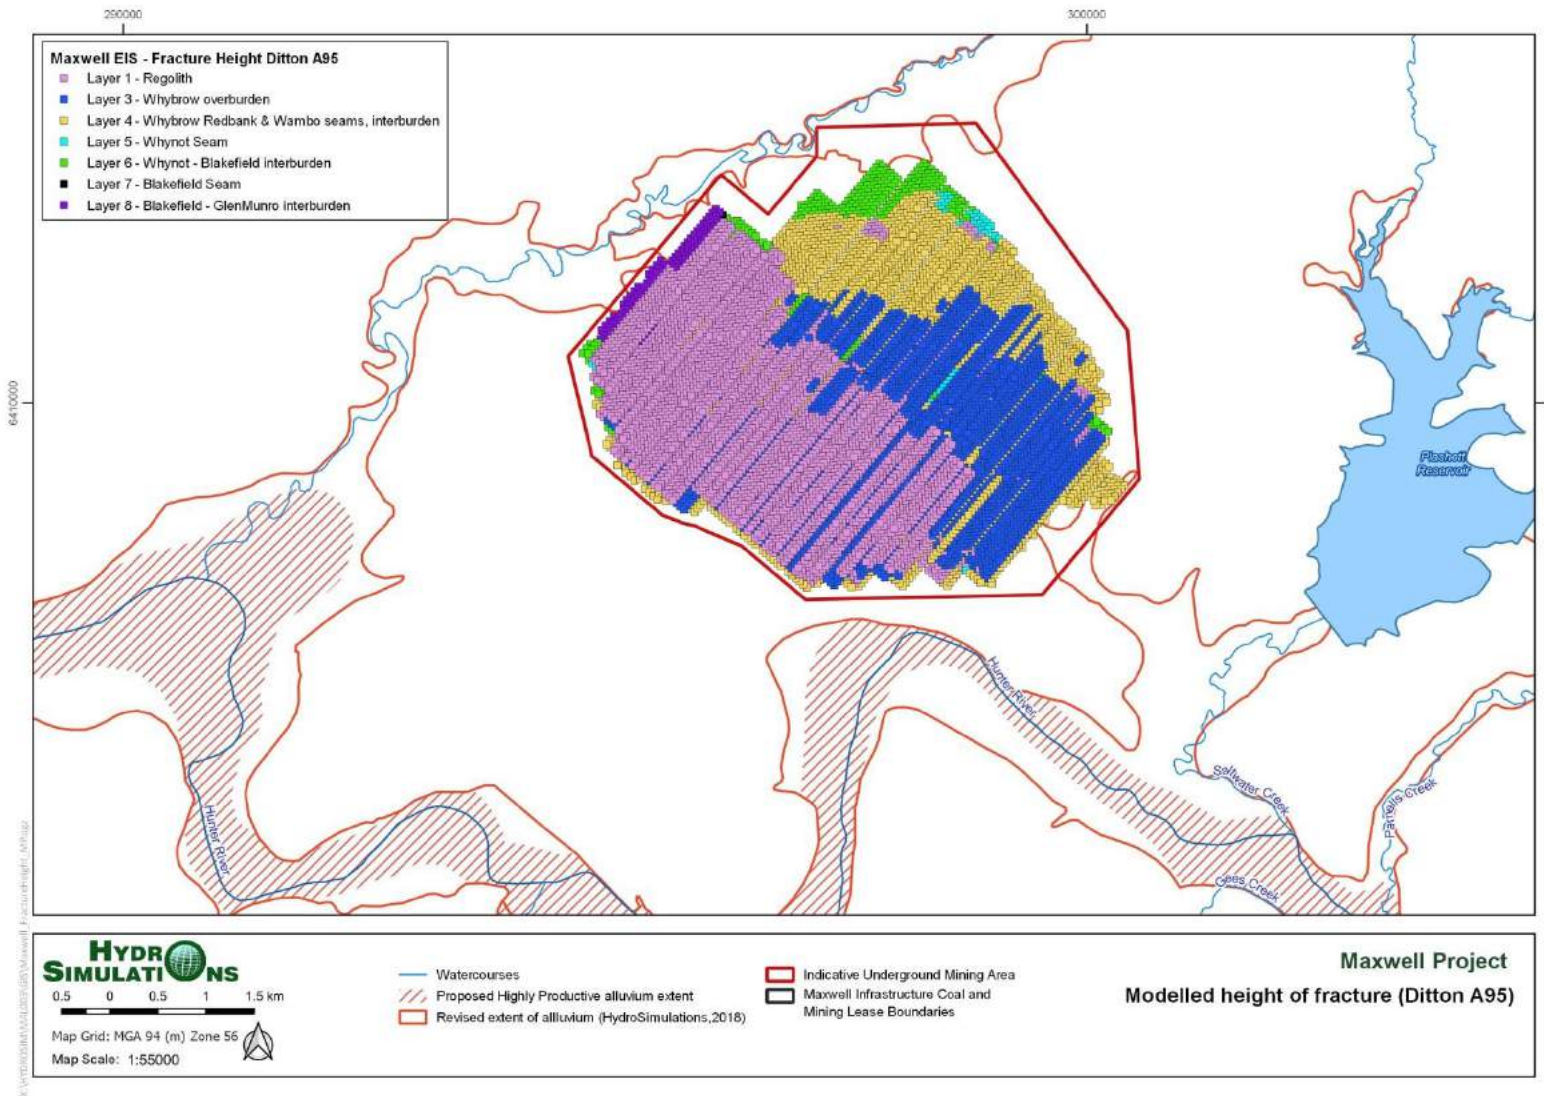 290000
300000
Maxwell EIS - Fracture Height Ditton A95
Layer 1 - Regolith
Layer 3 - Whybrow overburden
Layer 4 - Whybrow Redbank & Wambo seams, interburden
Layer 5 - Whynot Seam
Layer 6 - Whynot - Blakefield interburden
Layer 7 - Blakefield Seam
Layer 8 - Blakefield - GlenMunro interburden
6410000
Plashett
Reservoir
Hunter River
Hunter River
Saltwater Creek
Parnells Creek
Gees Creek
HYDRO
SIMULATIONS
0.5 0 0.5 1 1.5 km
Map Grid: MGA 94 (m) Zone 56
Map Scale: 1:55000
Watercourses
Proposed Highly Productive alluvium extent
Revised extent of allluvium (HydroSimulations,2018)
Indicative Underground Mining Area
Maxwell Infrastructure Coal and
Mining Lease Boundaries
Maxwell Project
Modelled height of fracture (Ditton A95)